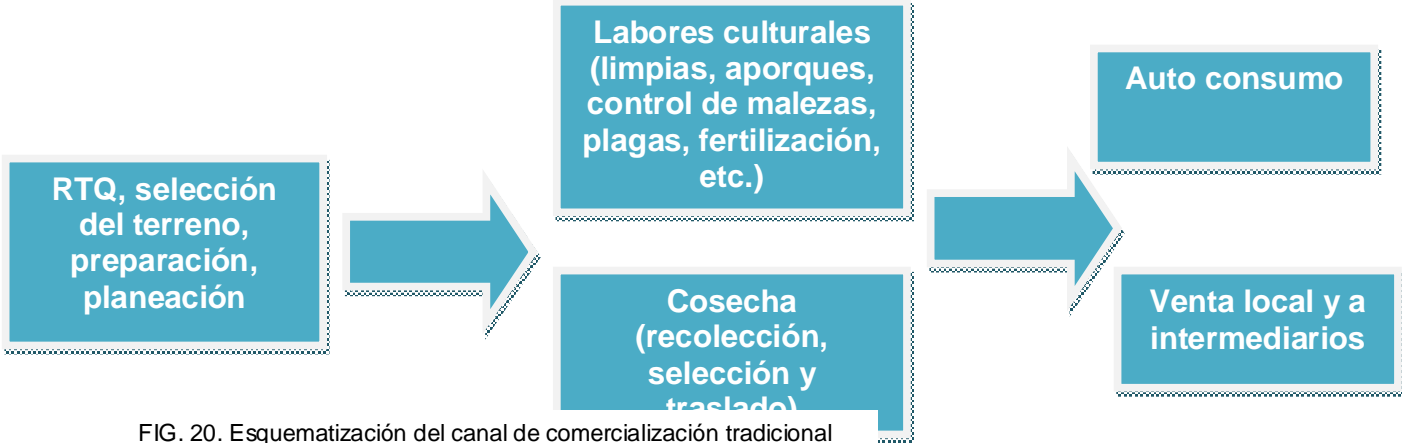 RTQ, selección
del terreno,
preparación,
planeación
Labores culturales
(limpias, aporques,
control de malezas,
plagas, fertilización,
etc.)
Cosecha
(recolección,
selección y
traslado)
Auto consumo
Venta local y a
intermediarios
FIG. 20. Esquematización del canal de comercialización tradicional